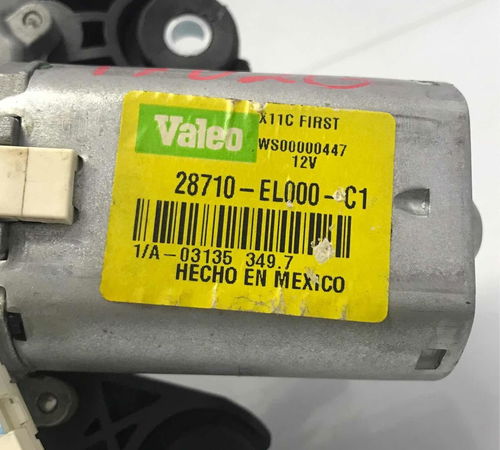 Valeo
X11C FIRST
WS00000447
12V
28710-EL000-C1
1/A-03135 349.7
HECHO EN MEXICO